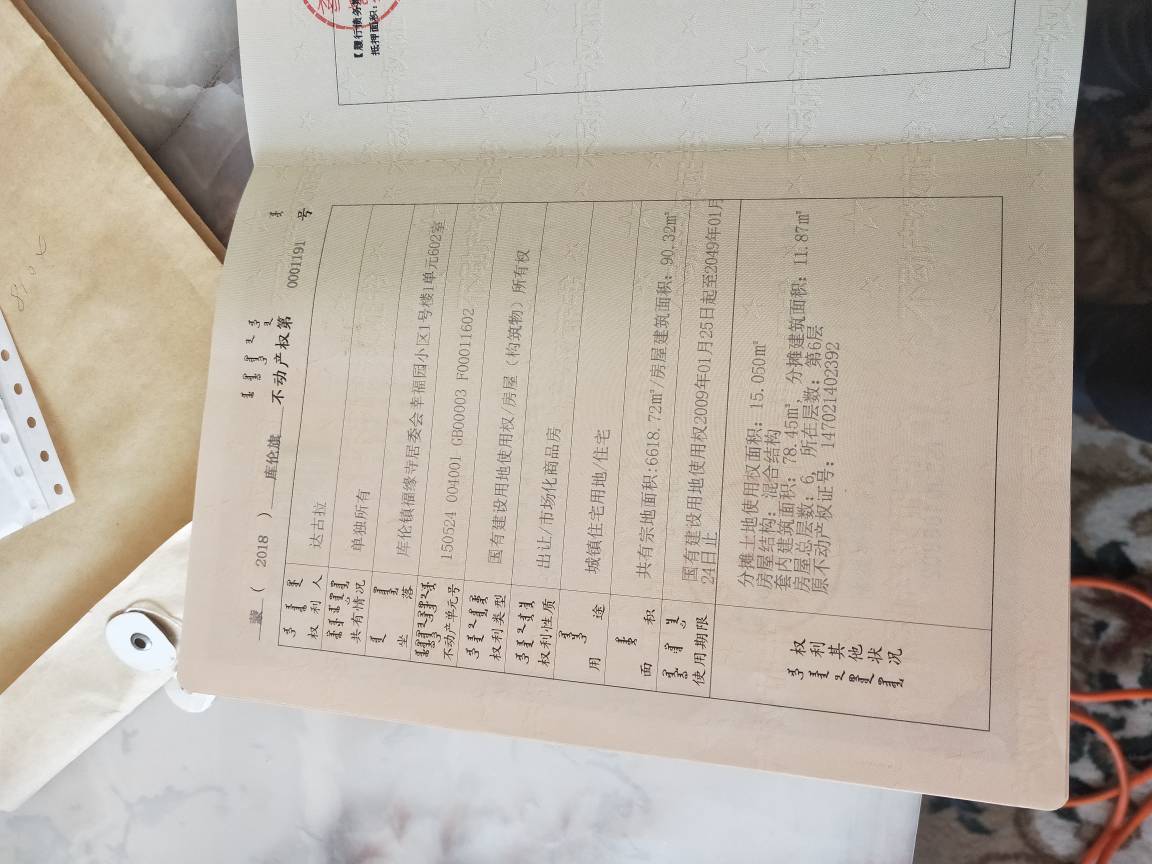 蒙 ( 2018 ) 库伦旗 不动产权第 0001191 号
权利人 达古拉
共有情况 单独所有
坐落 库伦镇福缘寺居委会幸福园小区1号楼1单元602室
不动产单元号 150524 004001 GB00003 F00011602
权利类型 国有建设用地使用权/房屋（构筑物）所有权
权利性质 出让/市场化商品房
用途 城镇住宅用地/住宅
面积 共有宗地面积:6618.72m²/房屋建筑面积: 90.32m²
使用期限 国有建设用地使用权2009年01月25日起至2049年01月
24日止
权利其他状况
分摊土地使用权面积: 15.050m²
房屋结构: 混合结构
套内建筑面积: 78.45m², 分摊建筑面积: 11.87m²
房屋总层数: 6, 所在层数: 第6层
原不动产权证号: 147021402392
【履行债务
抵押面积: